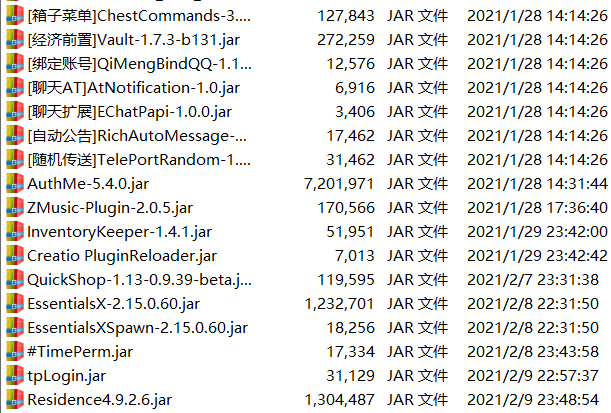 [箱子菜单]ChestCommands-3.... 127,843 JAR 文件 2021/1/28 14:14:26
[经济前置]Vault-1.7.3-b131.jar 272,259 JAR 文件 2021/1/28 14:14:26
[绑定账号]QiMengBindQQ-1.1... 12,576 JAR 文件 2021/1/28 14:14:26
[聊天AT]AtNotification-1.0.jar 6,916 JAR 文件 2021/1/28 14:14:26
[聊天扩展]EChatPapi-1.0.0.jar 3,406 JAR 文件 2021/1/28 14:14:26
[自动公告]RichAutoMessage-... 17,462 JAR 文件 2021/1/28 14:14:26
[随机传送]TelePortRandom-1.... 31,462 JAR 文件 2021/1/28 14:14:26
AuthMe-5.4.0.jar 7,201,971 JAR 文件 2021/1/28 14:31:44
ZMusic-Plugin-2.0.5.jar 170,566 JAR 文件 2021/1/28 17:36:40
InventoryKeeper-1.4.1.jar 51,951 JAR 文件 2021/1/29 23:42:00
Creatio PluginReloader.jar 7,013 JAR 文件 2021/1/29 23:42:42
QuickShop-1.13-0.9.39-beta.j... 119,595 JAR 文件 2021/2/7 23:31:38
EssentialsX-2.15.0.60.jar 1,232,701 JAR 文件 2021/2/8 22:31:50
EssentialsXSpawn-2.15.0.60.jar 18,256 JAR 文件 2021/2/8 22:31:50
#TimePerm.jar 17,334 JAR 文件 2021/2/8 23:43:58
tpLogin.jar 31,129 JAR 文件 2021/2/9 22:57:37
Residence4.9.2.6.jar 1,304,487 JAR 文件 2021/2/9 23:48:54